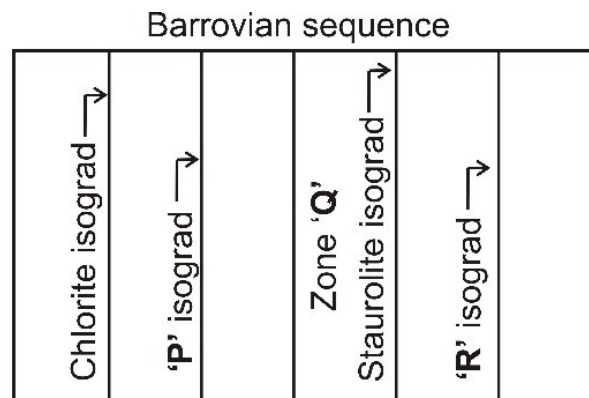 Barrovian sequence
Chlorite isograd
‘P’ isograd
Zone ‘Q’
Staurolite isograd
‘R’ isograd